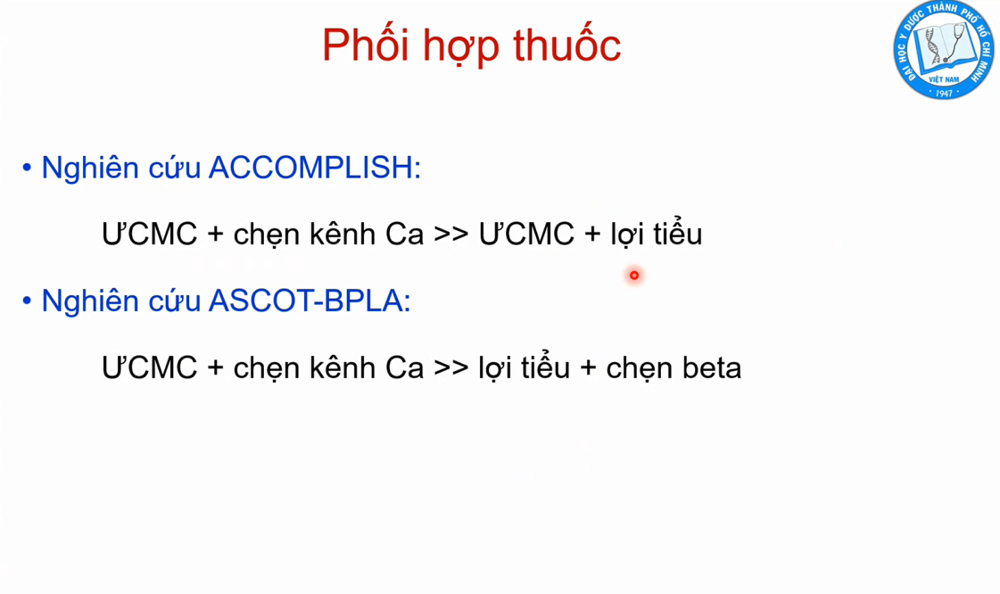 Phối hợp thuốc
ĐẠI HỌC Y DƯỢC THÀNH PHỐ HỒ CHÍ MINH
VIỆT NAM
1947
• Nghiên cứu ACCOMPLISH:
ƯCMC + chẹn kênh Ca >> ƯCMC + lợi tiểu
• Nghiên cứu ASCOT-BPLA:
ƯCMC + chẹn kênh Ca >> lợi tiểu + chẹn beta